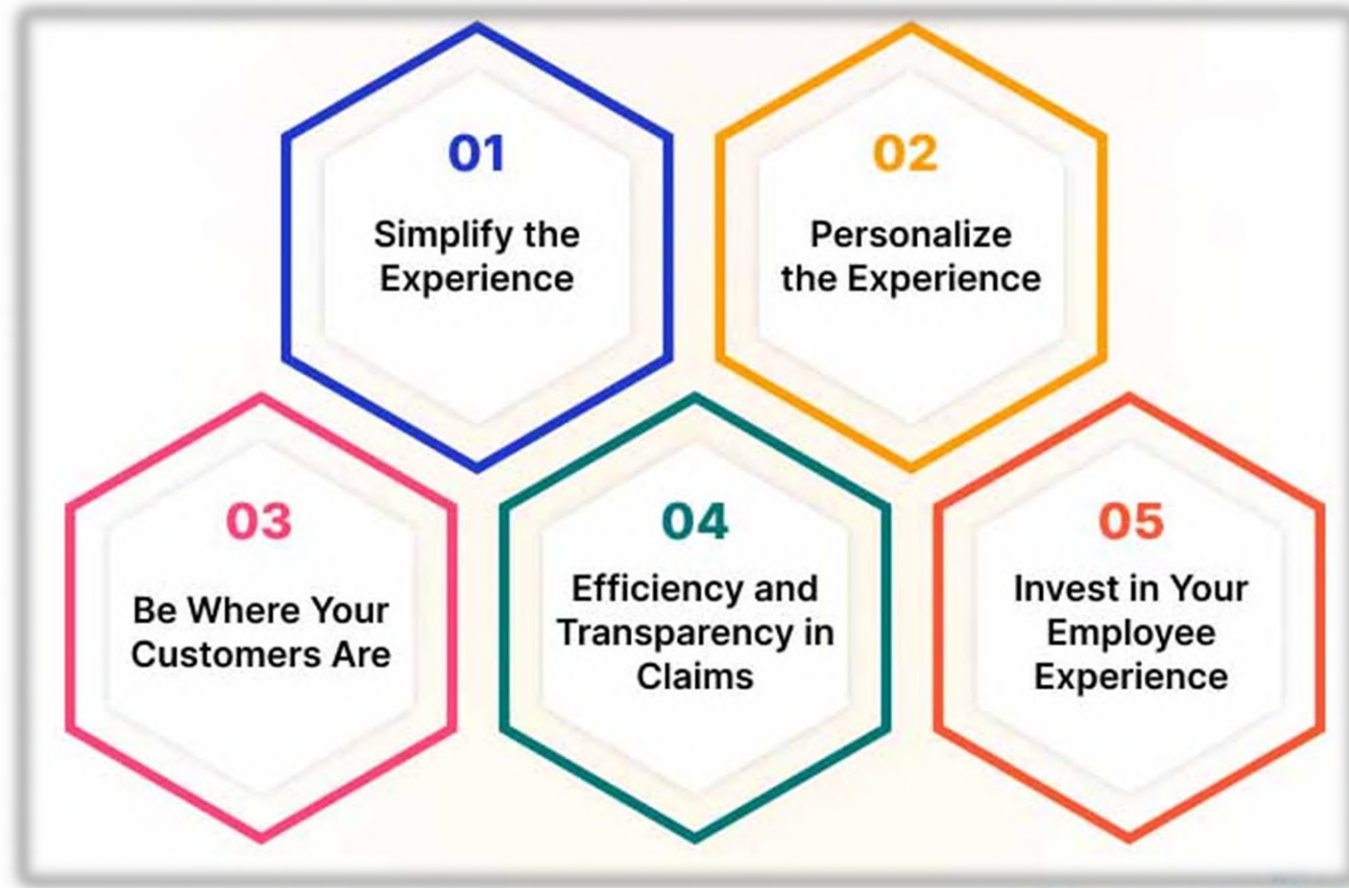 01
Simplify the
Experience
02
Personalize
the Experience
03
Be Where Your
Customers Are
04
Efficiency and
Transparency in
Claims
05
Invest in Your
Employee
Experience